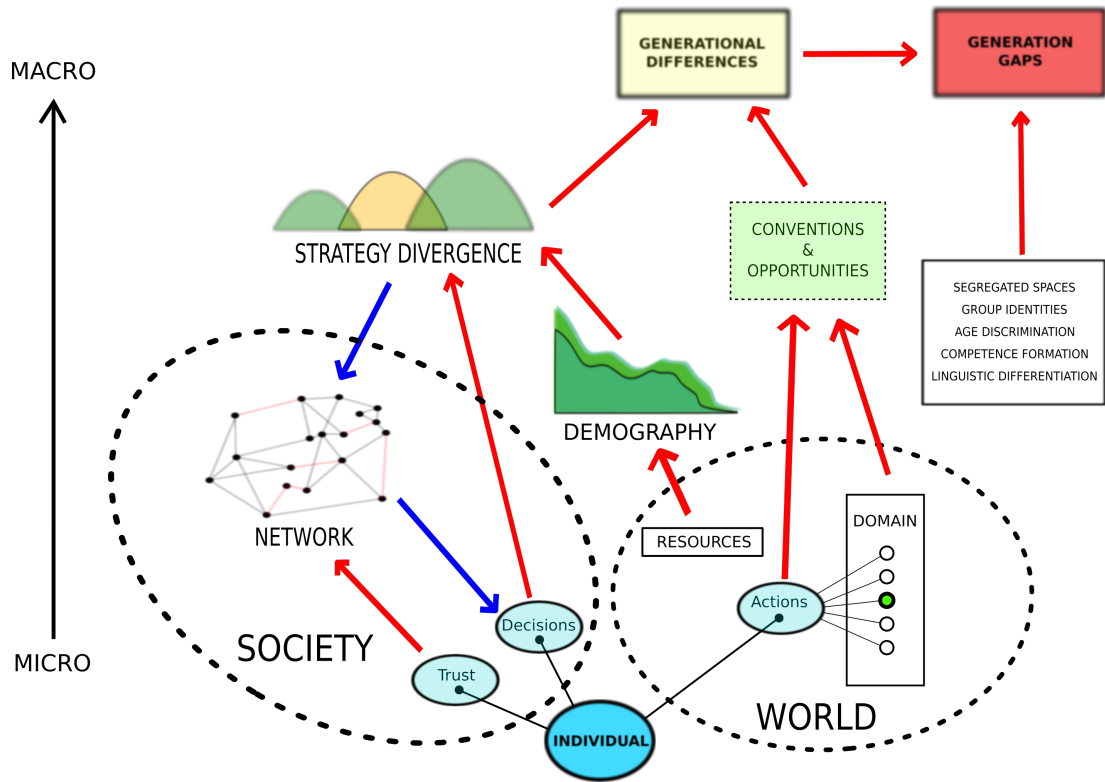 MACRO
GENERATIONAL
DIFFERENCES
GENERATION
GAPS
STRATEGY DIVERGENCE
CONVENTIONS
&
OPPORTUNITIES
SEGREGATED SPACES
GROUP IDENTITIES
AGE DISCRIMINATION
COMPETENCE FORMATION
LINGUISTIC DIFFERENTIATION
DEMOGRAPHY
NETWORK
RESOURCES
DOMAIN
Actions
Decisions
SOCIETY
Trust
MICRO
WORLD
INDIVIDUAL